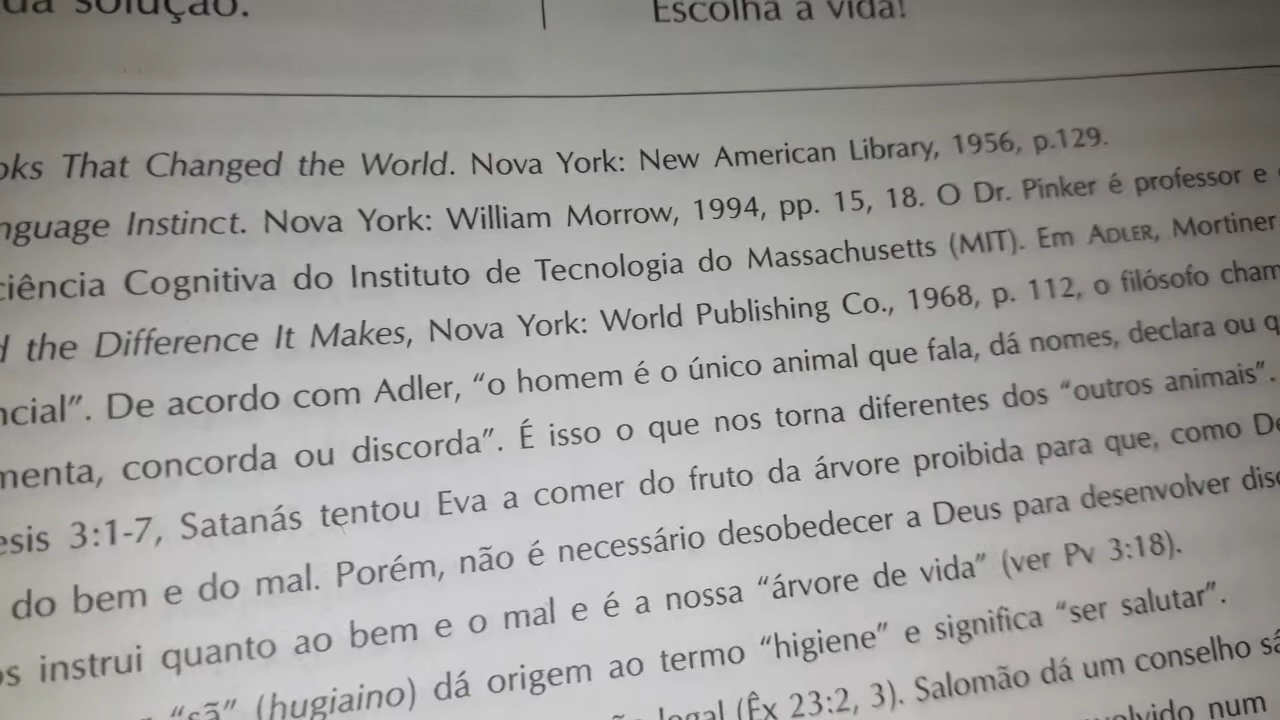 solução.
Escolha a vida!
That Changed the World. Nova York: New American Library, 1956, p.129.
Instinct. Nova York: William Morrow, 1994, pp. 15, 18. O Dr. Pinker é professor e
Cognitiva do Instituto de Tecnologia do Massachusetts (MIT). Em ADLER, Mortiner
the Difference It Makes, Nova York: World Publishing Co., 1968, p. 112, o filósofo cham
ncial”. De acordo com Adler, “o homem é o único animal que fala, dá nomes, declara ou q
menta, concorda ou discorda”. É isso o que nos torna diferentes dos “outros animais”.
esis 3:1-7, Satanás tentou Eva a comer do fruto da árvore proibida para que, como De
do bem e do mal. Porém, não é necessário desobedecer a Deus para desenvolver disc
os instrui quanto ao bem e o mal e é a nossa “árvore de vida” (ver Pv 3:18).
“sã” (hugiaino) dá origem ao termo “higiene” e significa “ser salutar”.
legal (Êx 23:2, 3). Salomão dá um conselho sá
num